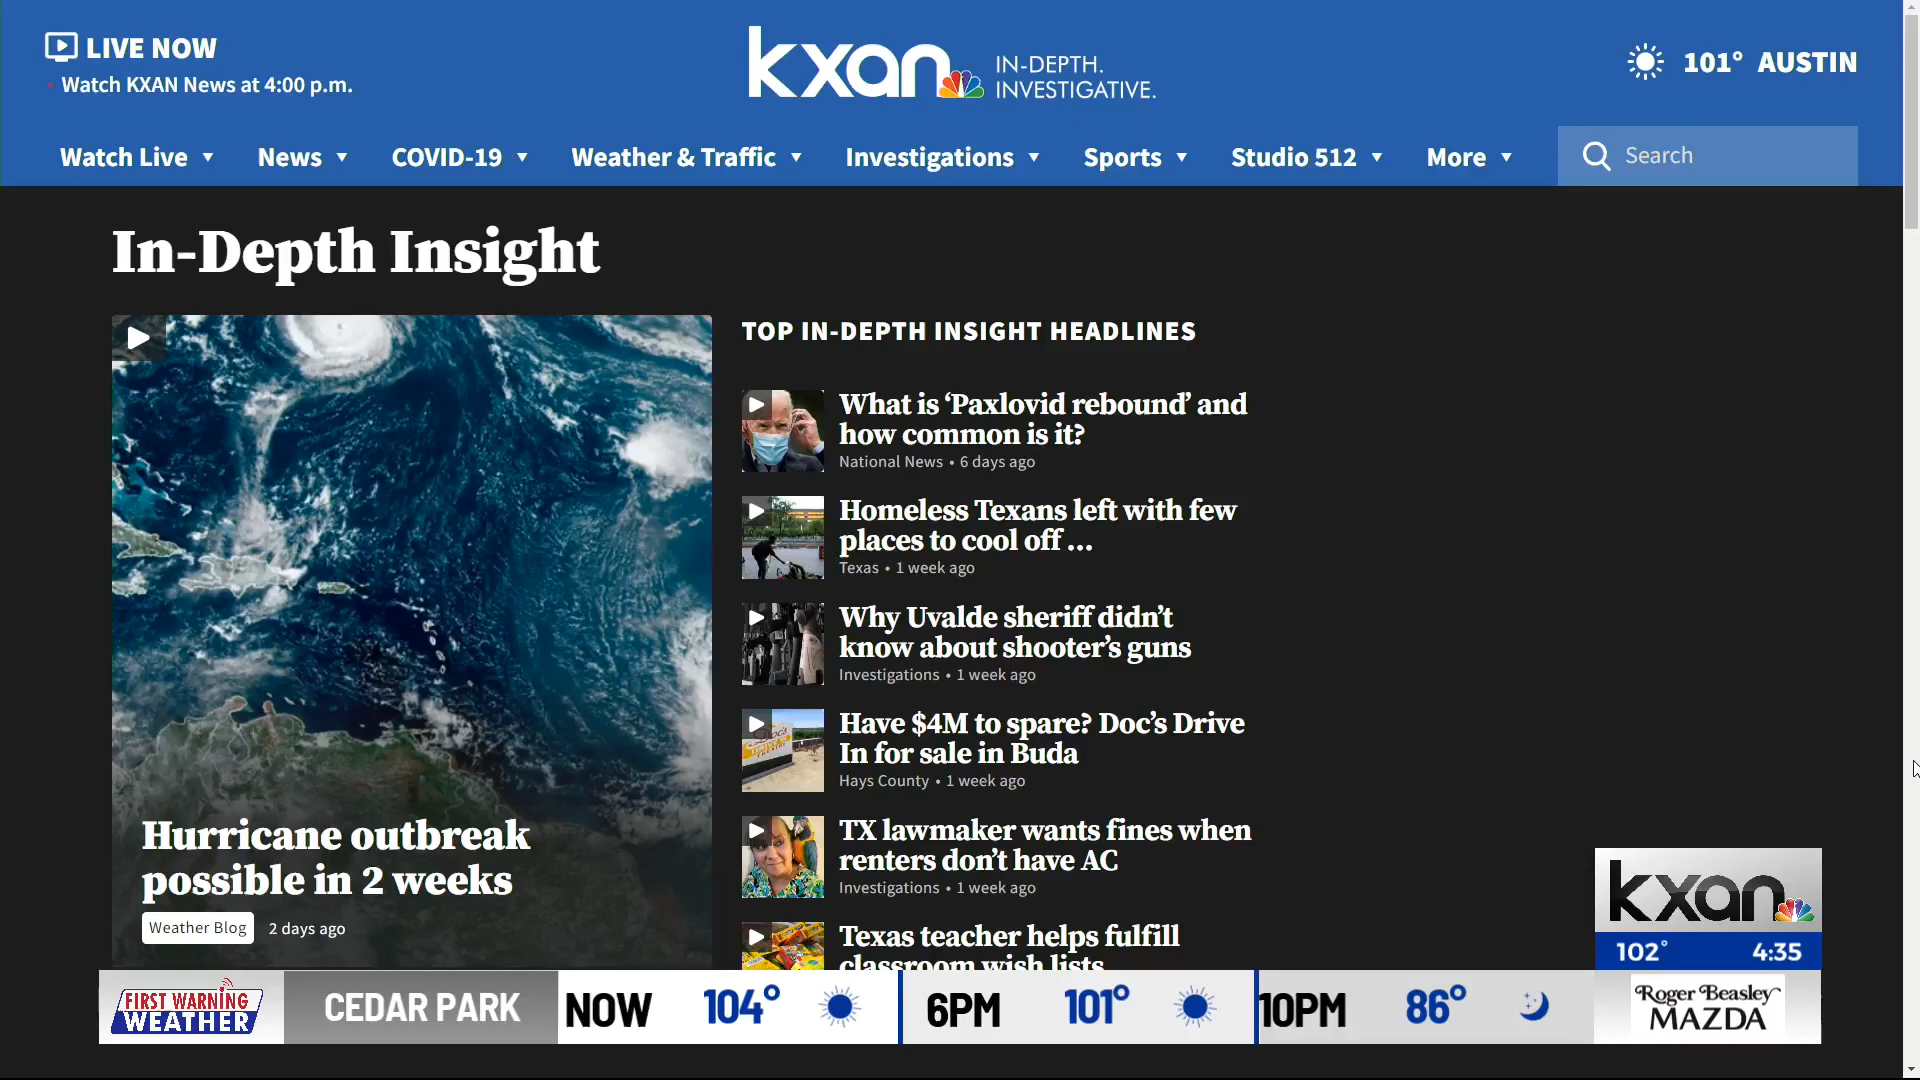 LIVE NOW
Watch KXAN News at 4:00 p.m.
kxan IN-DEPTH.
INVESTIGATIVE.
101° AUSTIN
Watch Live
News
COVID-19
Weather & Traffic
Investigations
Sports
Studio 512
More
Search
In-Depth Insight
Hurricane outbreak
possible in 2 weeks
Weather Blog 2 days ago
TOP IN-DEPTH INSIGHT HEADLINES
What is ‘Paxlovid rebound’ and
how common is it?
National News • 6 days ago
Homeless Texans left with few
places to cool off ...
Texas • 1 week ago
Why Uvalde sheriff didn’t
know about shooter’s guns
Investigations • 1 week ago
Have $4M to spare? Doc’s Drive
In for sale in Buda
Hays County • 1 week ago
TX lawmaker wants fines when
renters don’t have AC
Investigations • 1 week ago
Texas teacher helps fulfill
classroom wish lists
kxan
102° 4:35
FIRST WARNING
WEATHER
CEDAR PARK
NOW 104°
6PM 101°
10PM 86°
Roger Beasley
MAZDA